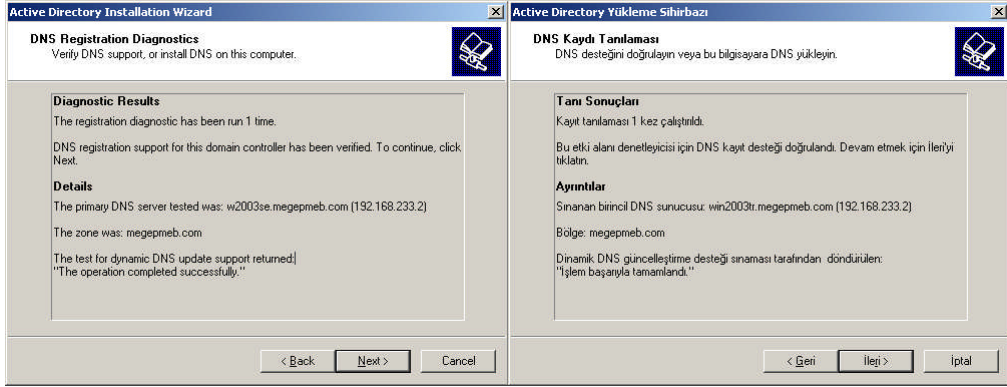 Active Directory Installation Wizard
DNS Registration Diagnostics
Verify DNS support, or install DNS on this computer.
Diagnostic Results
The registration diagnostic has been run 1 time.
DNS registration support for this domain controller has been verified. To continue, click
Next.
Details
The primary DNS server tested was: w2003se.megepmeb.com (192.168.233.2)
The zone was: megepmeb.com
The test for dynamic DNS update support returned:
"The operation completed successfully."
< Back
Next >
Cancel
Active Directory Yükleme Sihirbazı
DNS Kaydı Tanılaması
DNS desteğini doğrulayın veya bu bilgisayara DNS yükleyin.
Tanı Sonuçları
Kayıt tanılaması 1 kez çalıştırıldı.
Bu etki alanı denetleyicisi için DNS kayıt desteği doğrulandı. Devam etmek için İleri'yi
tıklatın.
Ayrıntılar
Sınanan birincil DNS sunucusu: win2003tr.megepmeb.com (192.168.233.2)
Bölge: megepmeb.com
Dinamik DNS güncelleştirme desteği sınaması tarafından döndürülen:
"İşlem başarıyla tamamlandı."
< Geri
İleri >
İptal